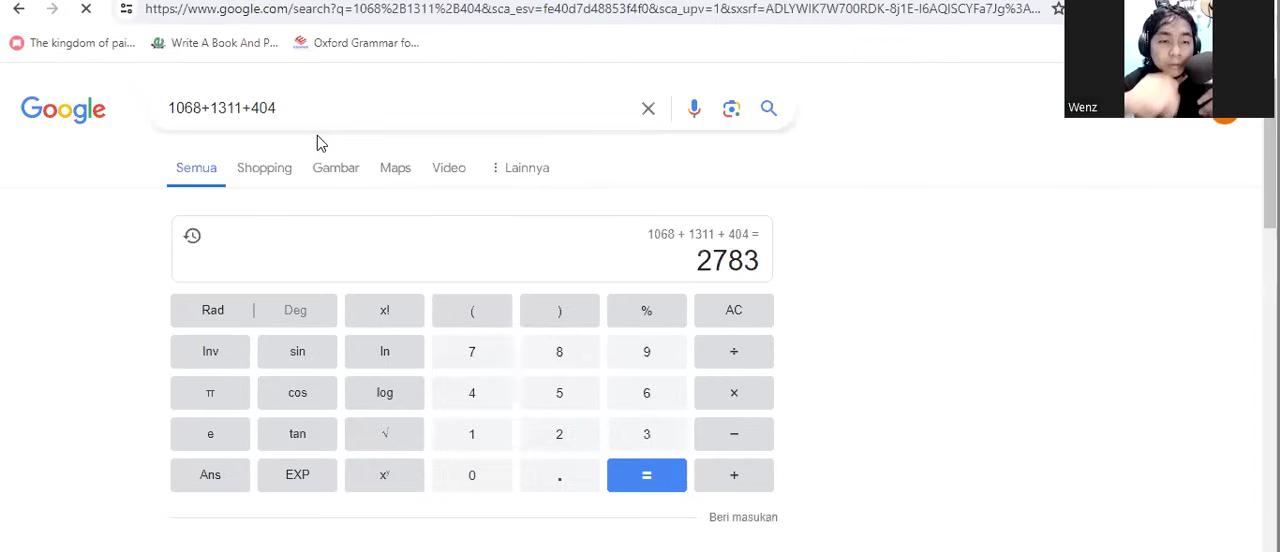 https://www.google.com/search?q=1068%2B1311%2B404&sca_esv=fe40d7d48853f4f0&sca_upv=1&sxsrf=ADLYWIK7W700RDK-8j1E-I6AQISCYFa7Jg%3A...
The kingdom of pai... Write A Book And P... Oxford Grammar fo...
Wenz
Google 1068+1311+404
Semua Shopping Gambar Maps Video Lainnya
1068 + 1311 + 404 =
2783
Rad | Deg x! ( ) % AC
Inv sin ln 7 8 9 ÷
π cos log 4 5 6 ×
e tan √ 1 2 3 −
Ans EXP xʸ 0 . = +
Beri masukan